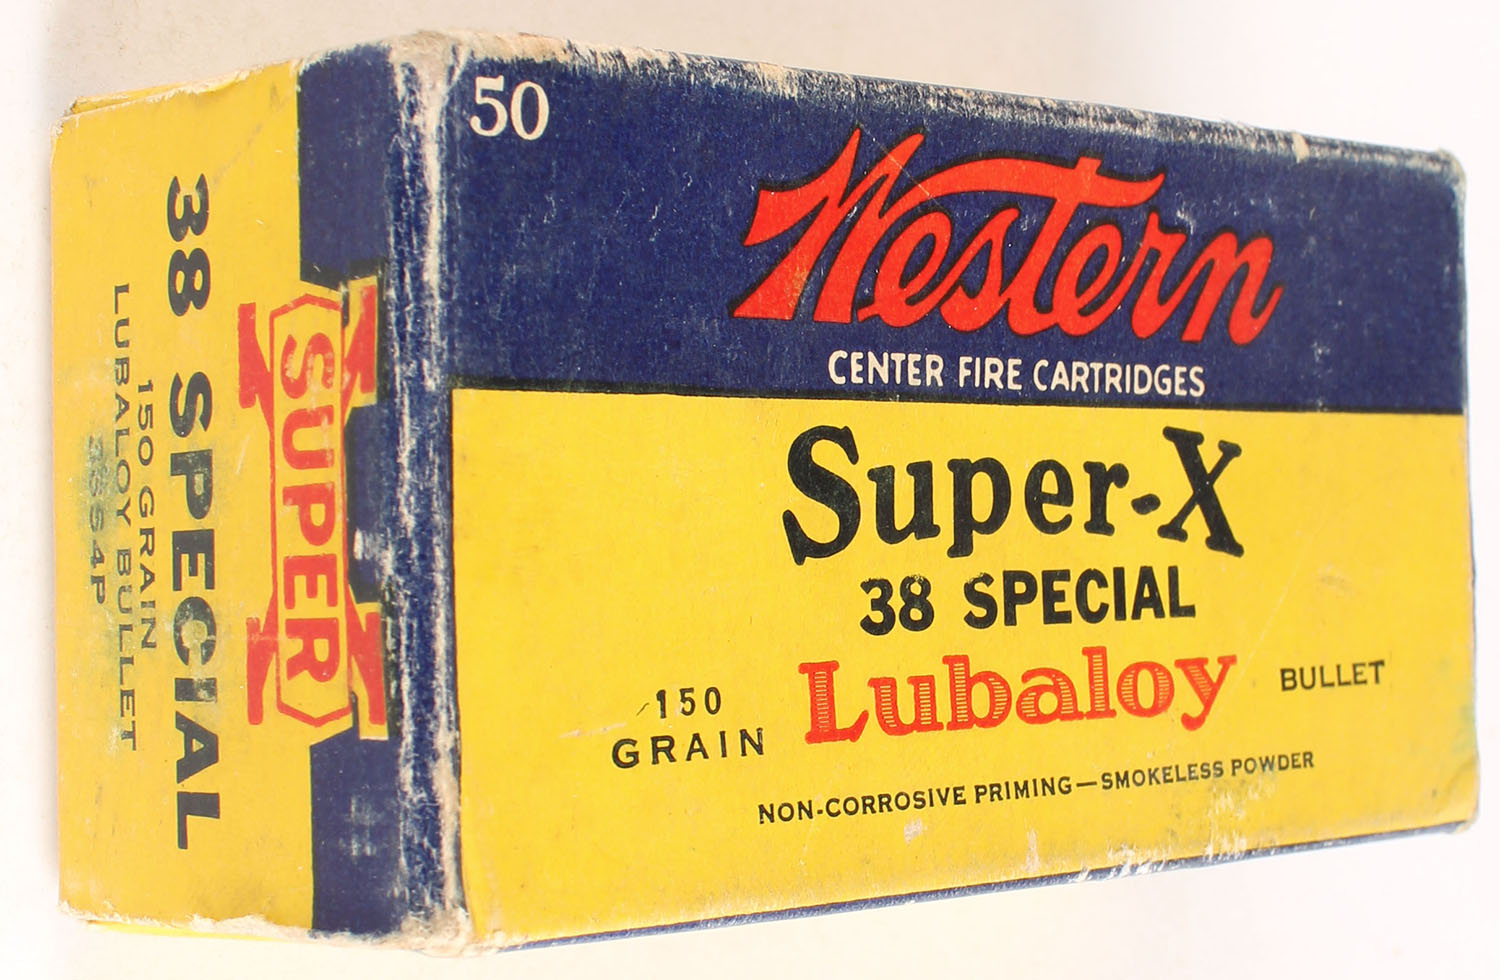 50
Western
CENTER FIRE CARTRIDGES
Super-X
38 SPECIAL
150
GRAIN
Lubaloy
BULLET
NON-CORROSIVE PRIMING—SMOKELESS POWDER
SUPER
X
38 SPECIAL
150 GRAIN
LUBALOY BULLET